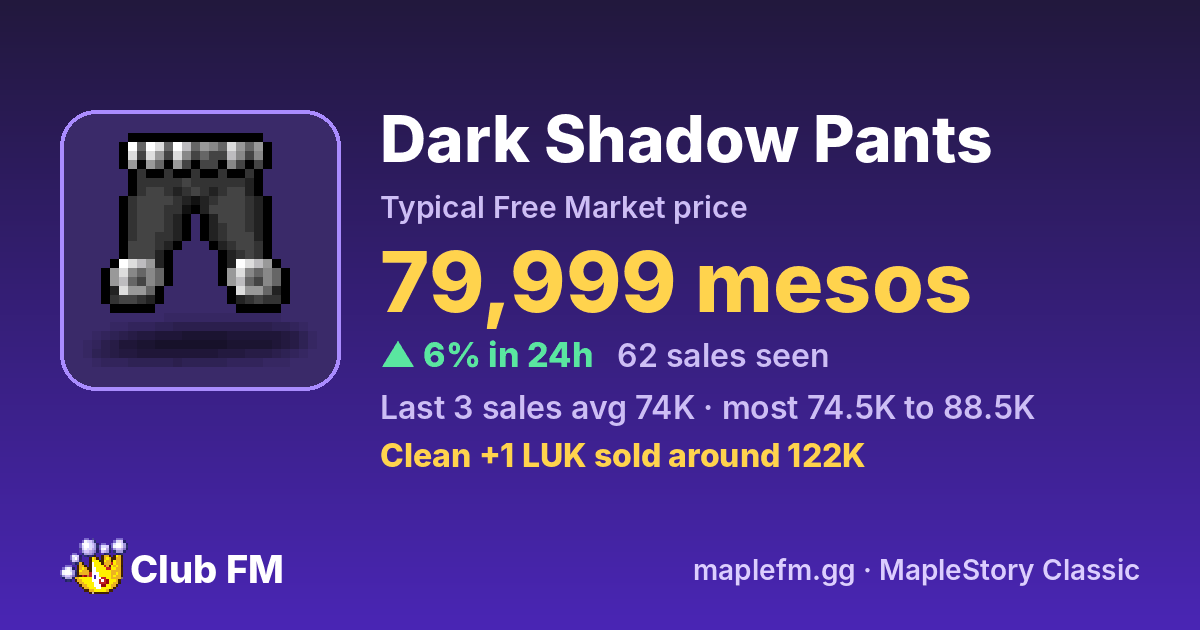 Dark Shadow Pants
Typical Free Market price
79,999 mesos
▲ 6% in 24h 62 sales seen
Last 3 sales avg 74K · most 74.5K to 88.5K
Clean +1 LUK sold around 122K
Club FM
maplefm.gg · MapleStory Classic